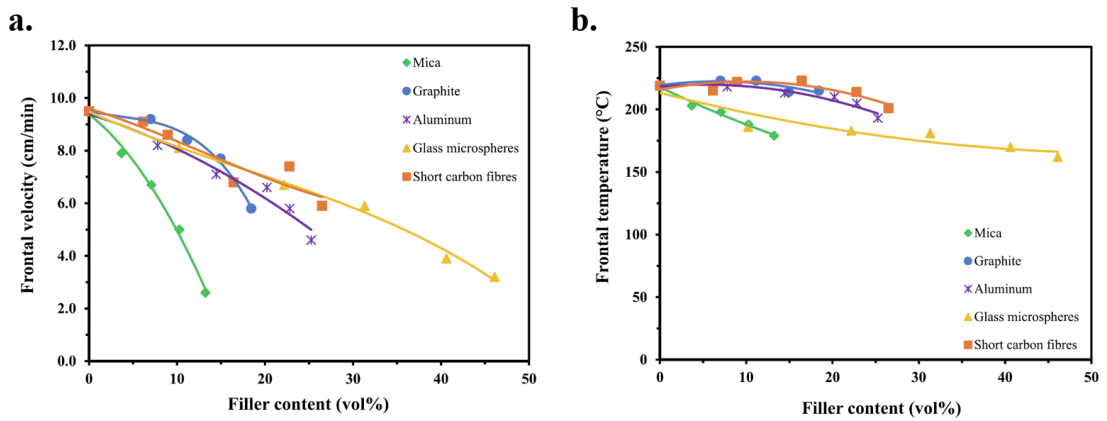 a.
12.0
10.0
8.0
6.0
4.0
2.0
0.0
0 10 20 30 40 50
Frontal velocity (cm/min)
Filler content (vol%)
Mica
Graphite
Aluminum
Glass microspheres
Short carbon fibres
b.
250
200
150
100
50
0
0 10 20 30 40 50
Frontal temperature (°C)
Filler content (vol%)
Mica
Graphite
Aluminum
Glass microspheres
Short carbon fibres